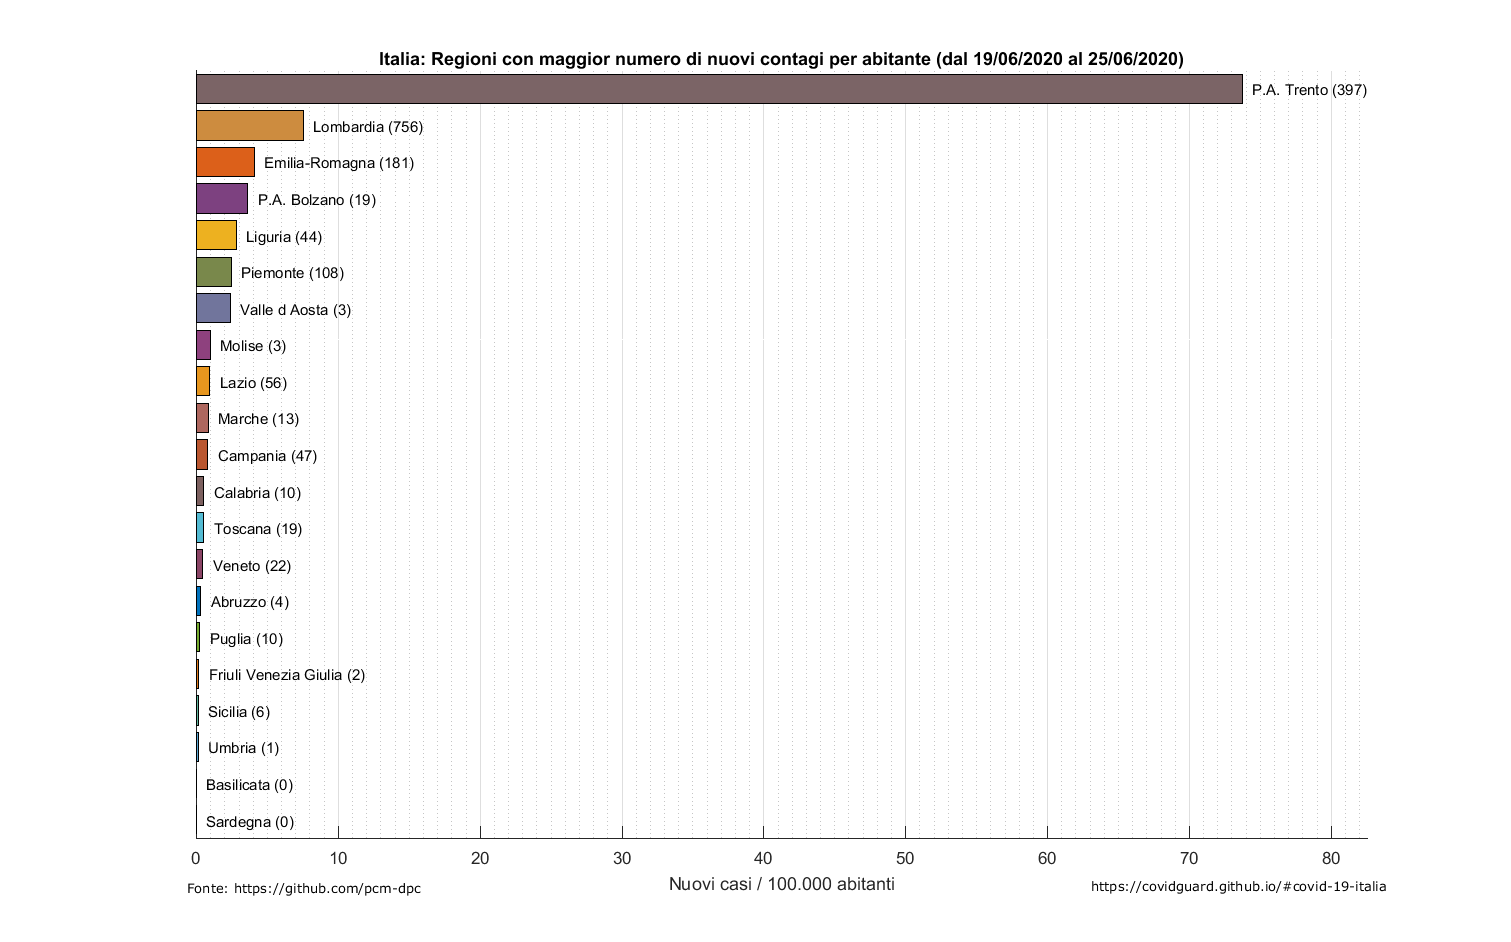 Italia: Regioni con maggior numero di nuovi contagi per abitante (dal 19/06/2020 al 25/06/2020)
P.A. Trento (397)
Lombardia (756)
Emilia-Romagna (181)
P.A. Bolzano (19)
Liguria (44)
Piemonte (108)
Valle d Aosta (3)
Molise (3)
Lazio (56)
Marche (13)
Campania (47)
Calabria (10)
Toscana (19)
Veneto (22)
Abruzzo (4)
Puglia (10)
Friuli Venezia Giulia (2)
Sicilia (6)
Umbria (1)
Basilicata (0)
Sardegna (0)
0 10 20 30 40 50 60 70 80
Nuovi casi / 100.000 abitanti
Fonte: https://github.com/pcm-dpc
https://covidguard.github.io/#covid-19-italia